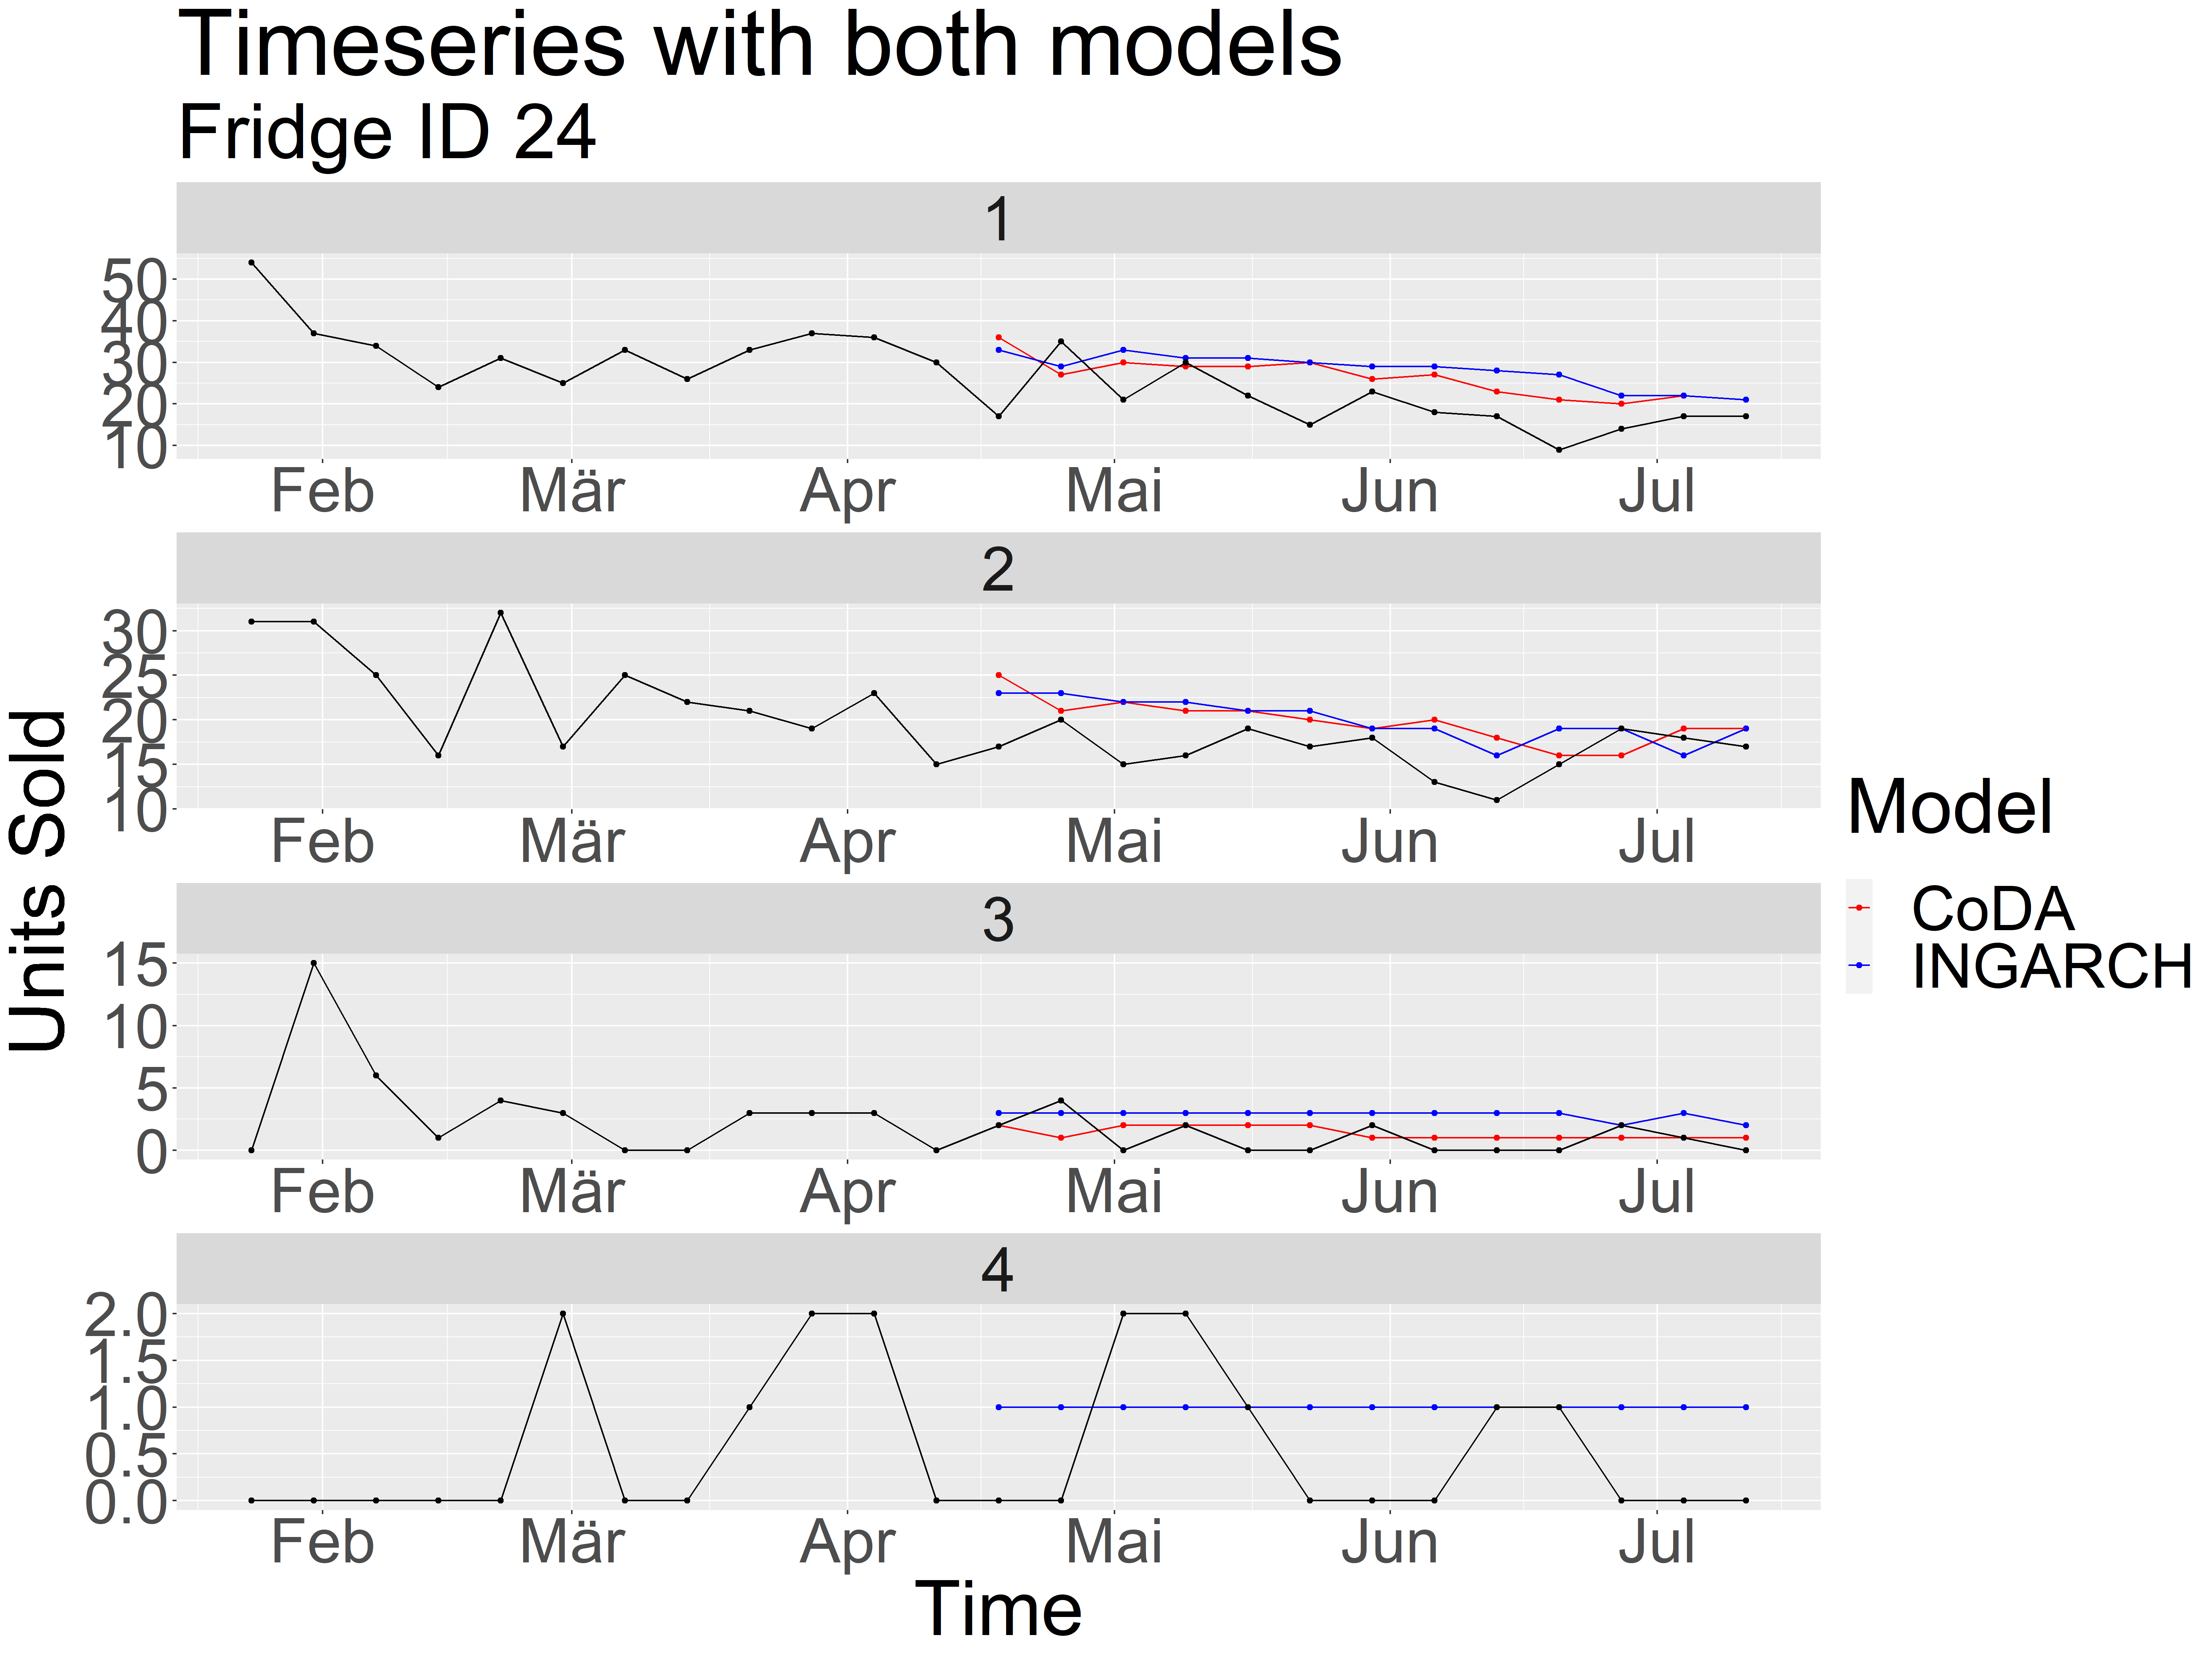 Timeseries with both models
Fridge ID 24
1
50
40
30
20
10
Feb Mär Apr Mai Jun Jul
2
30
25
20
15
10
Feb Mär Apr Mai Jun Jul
3
15
10
5
0
Feb Mär Apr Mai Jun Jul
4
2.0
1.5
1.0
0.5
0.0
Feb Mär Apr Mai Jun Jul
Time
Units Sold
Model
CoDA
INGARCH